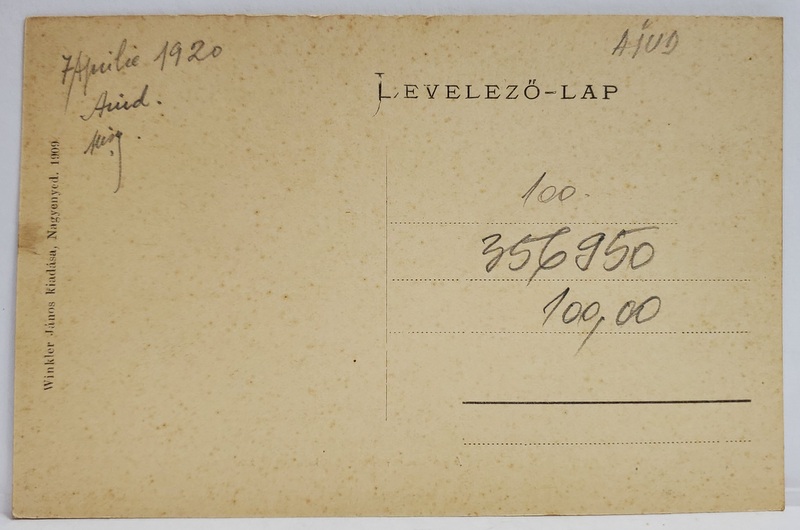 7 Aprilie 1920
Aiud.
AIUD
LEVELEZŐ-LAP
100.
356950
100,00
Winkler János kiadása, Nagyenyed. 1909